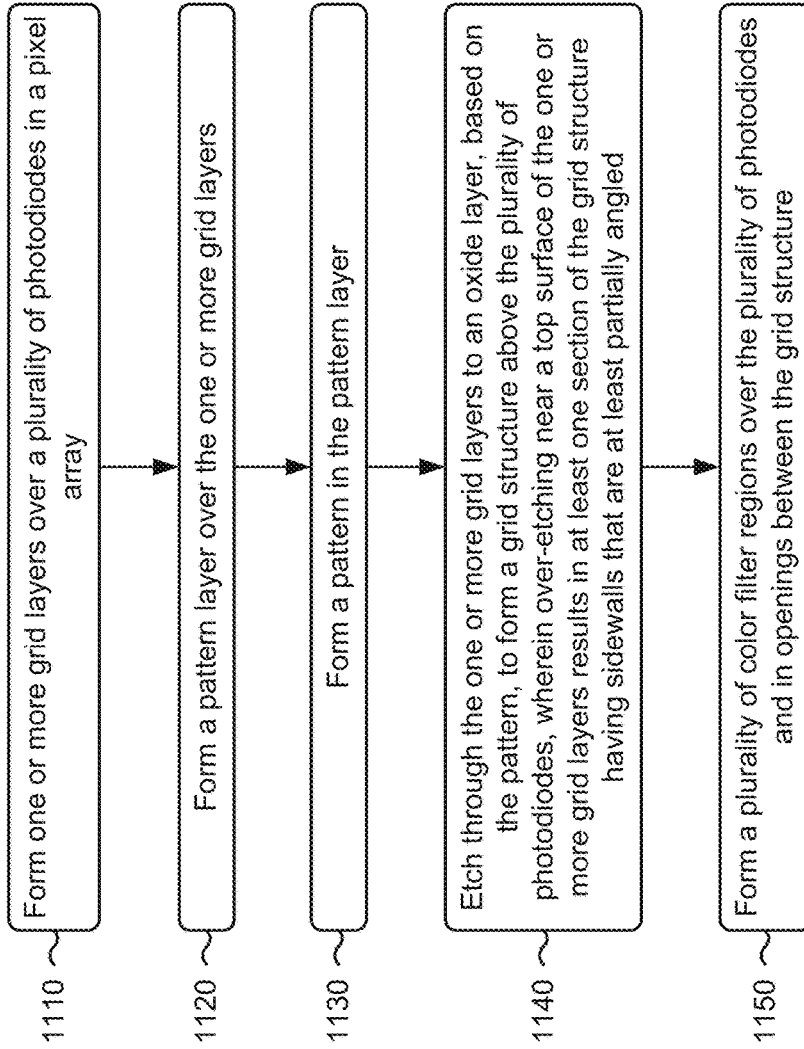 1110
Form one or more grid layers over a plurality of photodiodes in a pixel
array
1120
Form a pattern layer over the one or more grid layers
1130
Form a pattern in the pattern layer
1140
Etch through the one or more grid layers to an oxide layer, based on
the pattern, to form a grid structure above the plurality of
photodiodes, wherein over-etching near a top surface of the one or
more grid layers results in at least one section of the grid structure
having sidewalls that are at least partially angled
1150
Form a plurality of color filter regions over the plurality of photodiodes
and in openings between the grid structure